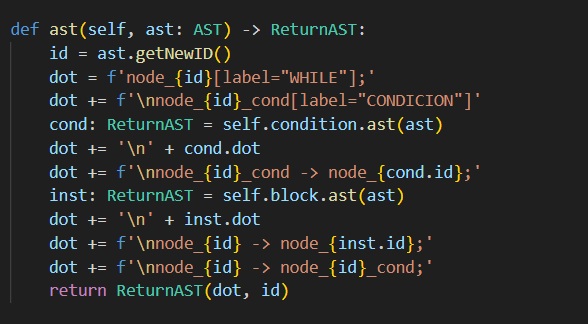 def ast(self, ast: AST) -> ReturnAST:
    id = ast.getNewID()
    dot = f'node_{id}[label="WHILE"];'
    dot += f'\nnode_{id}_cond[label="CONDICION"]'
    cond: ReturnAST = self.condition.ast(ast)
    dot += '\n' + cond.dot
    dot += f'\nnode_{id}_cond -> node_{cond.id};'
    inst: ReturnAST = self.block.ast(ast)
    dot += '\n' + inst.dot
    dot += f'\nnode_{id} -> node_{inst.id};'
    dot += f'\nnode_{id} -> node_{id}_cond;'
    return ReturnAST(dot, id)